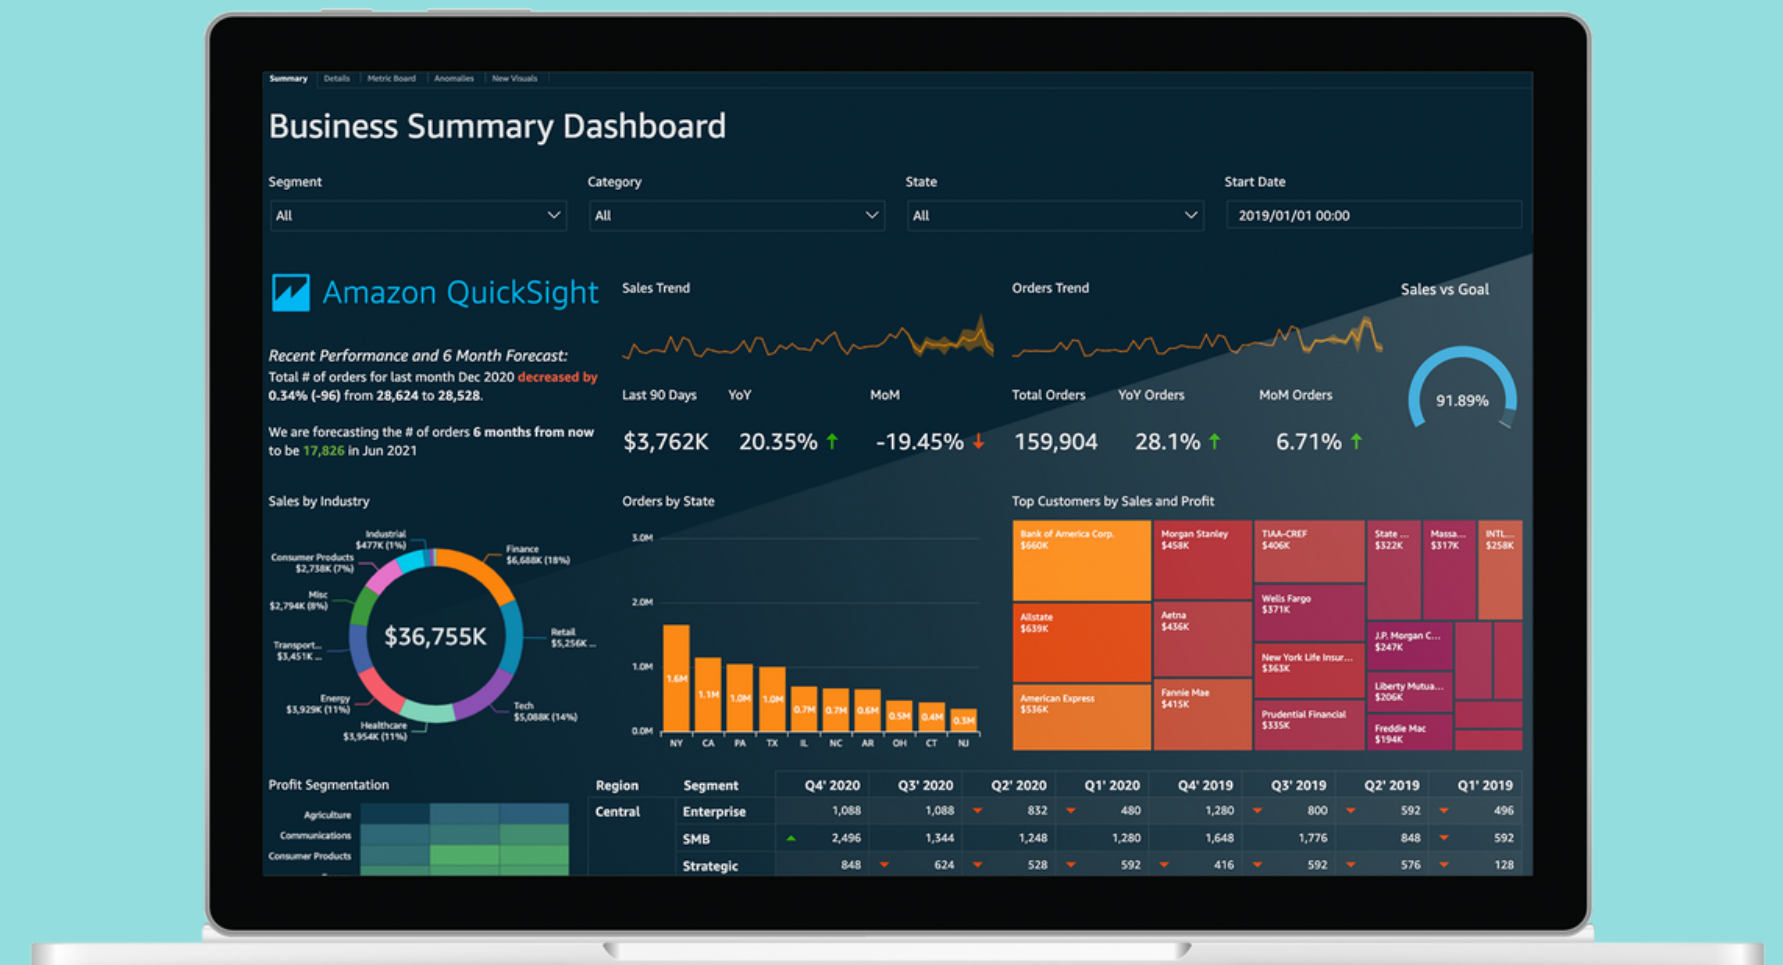 Summary Details Metric Board Anomalies New Visuals
Business Summary Dashboard
Segment Category State Start Date
All All All 2019/01/01 00:00
Amazon QuickSight
Recent Performance and 6 Month Forecast:
Total # of orders for last month Dec 2020 decreased by
0.34% (-96) from 28,624 to 28,528.
We are forecasting the # of orders 6 months from now
to be 17,826 in Jun 2021
Sales Trend
Last 90 Days YoY MoM
$3,762K 20.35% -19.45%
Orders Trend
Total Orders YoY Orders MoM Orders
159,904 28.1% 6.71%
Sales vs Goal
91.89%
Sales by Industry
Industrial
$477K (1%)
Consumer Products
$2,738K (7%)
Misc
$2,794K (8%)
Transport...
$3,451K ...
Energy
$3,929K (11%)
Healthcare
$3,954K (11%)
Finance
$6,688K (18%)
Retail
$5,256K ...
Tech
$5,088K (14%)
$36,755K
Orders by State
3.0M
2.0M
1.0M
0.0M
1.6M 1.1M 1.0M 1.0M 0.7M 0.7M 0.6M 0.5M 0.4M 0.3M
NY CA PA TX IL NC AR OH CT NJ
Top Customers by Sales and Profit
Bank of America Corp.
$660K
Allstate
$639K
American Express
$536K
Morgan Stanley
$458K
Aetna
$436K
Fannie Mae
$415K
TIAA-CREF
$406K
Wells Fargo
$371K
New York Life Insur...
$363K
Prudential Financial
$335K
State ...
$322K
Massa...
$317K
INTL...
$258K
J.P. Morgan C...
$247K
Liberty Mutua...
$206K
Freddie Mac
$194K
Profit Segmentation
Agriculture
Communications
Consumer Products
Region Segment Q4' 2020 Q3' 2020 Q2' 2020 Q1' 2020 Q4' 2019 Q3' 2019 Q2' 2019 Q1' 2019
Central Enterprise 1,088 1,088 832 480 1,280 800 592 496
SMB 2,496 1,344 1,248 1,280 1,648 1,776 848 592
Strategic 848 624 528 592 416 592 576 128